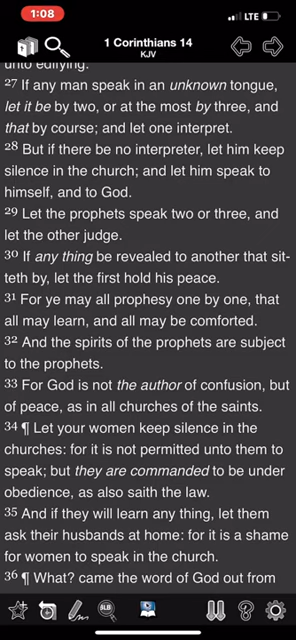 1:08
LTE
1 Corinthians 14
KJV
unto edifying.
27 If any man speak in an unknown tongue,
let it be by two, or at the most by three, and
that by course; and let one interpret.
28 But if there be no interpreter, let him keep
silence in the church; and let him speak to
himself, and to God.
29 Let the prophets speak two or three, and
let the other judge.
30 If any thing be revealed to another that sit-
teth by, let the first hold his peace.
31 For ye may all prophesy one by one, that
all may learn, and all may be comforted.
32 And the spirits of the prophets are subject
to the prophets.
33 For God is not the author of confusion, but
of peace, as in all churches of the saints.
34 ¶ Let your women keep silence in the
churches: for it is not permitted unto them to
speak; but they are commanded to be under
obedience, as also saith the law.
35 And if they will learn any thing, let them
ask their husbands at home: for it is a shame
for women to speak in the church.
36 ¶ What? came the word of God out from
SLB